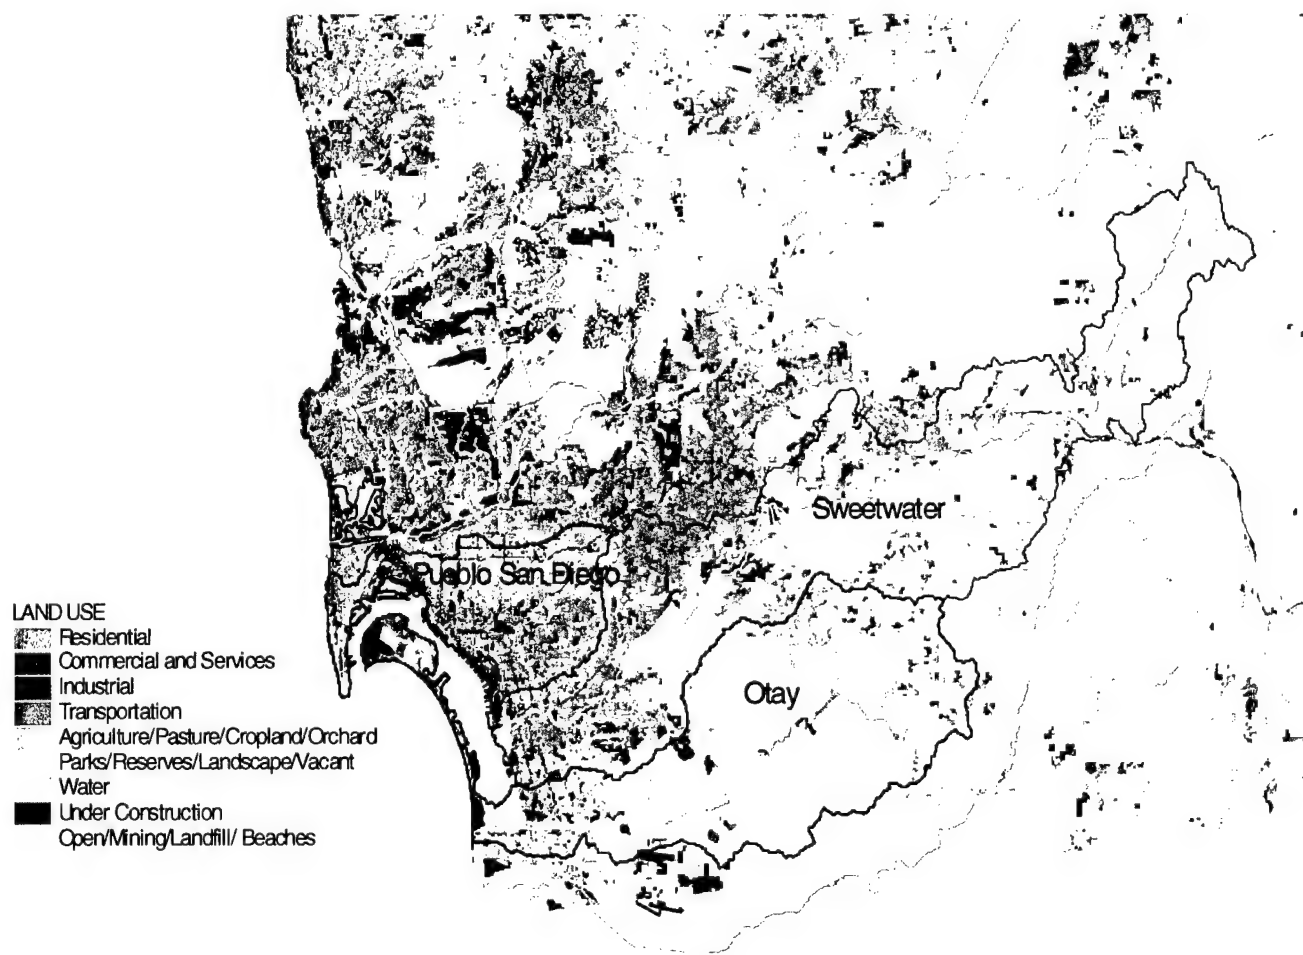 Sweetwater
Pueblo San Diego
LAND USE
Residential
Commercial and Services
Industrial
Transportation
Otay
Agriculture/Pasture/Cropland/Orchard
Parks/Reserves/Landscape/Vacant
Water
Under Construction
Open/Mining/Landfill/ Beaches